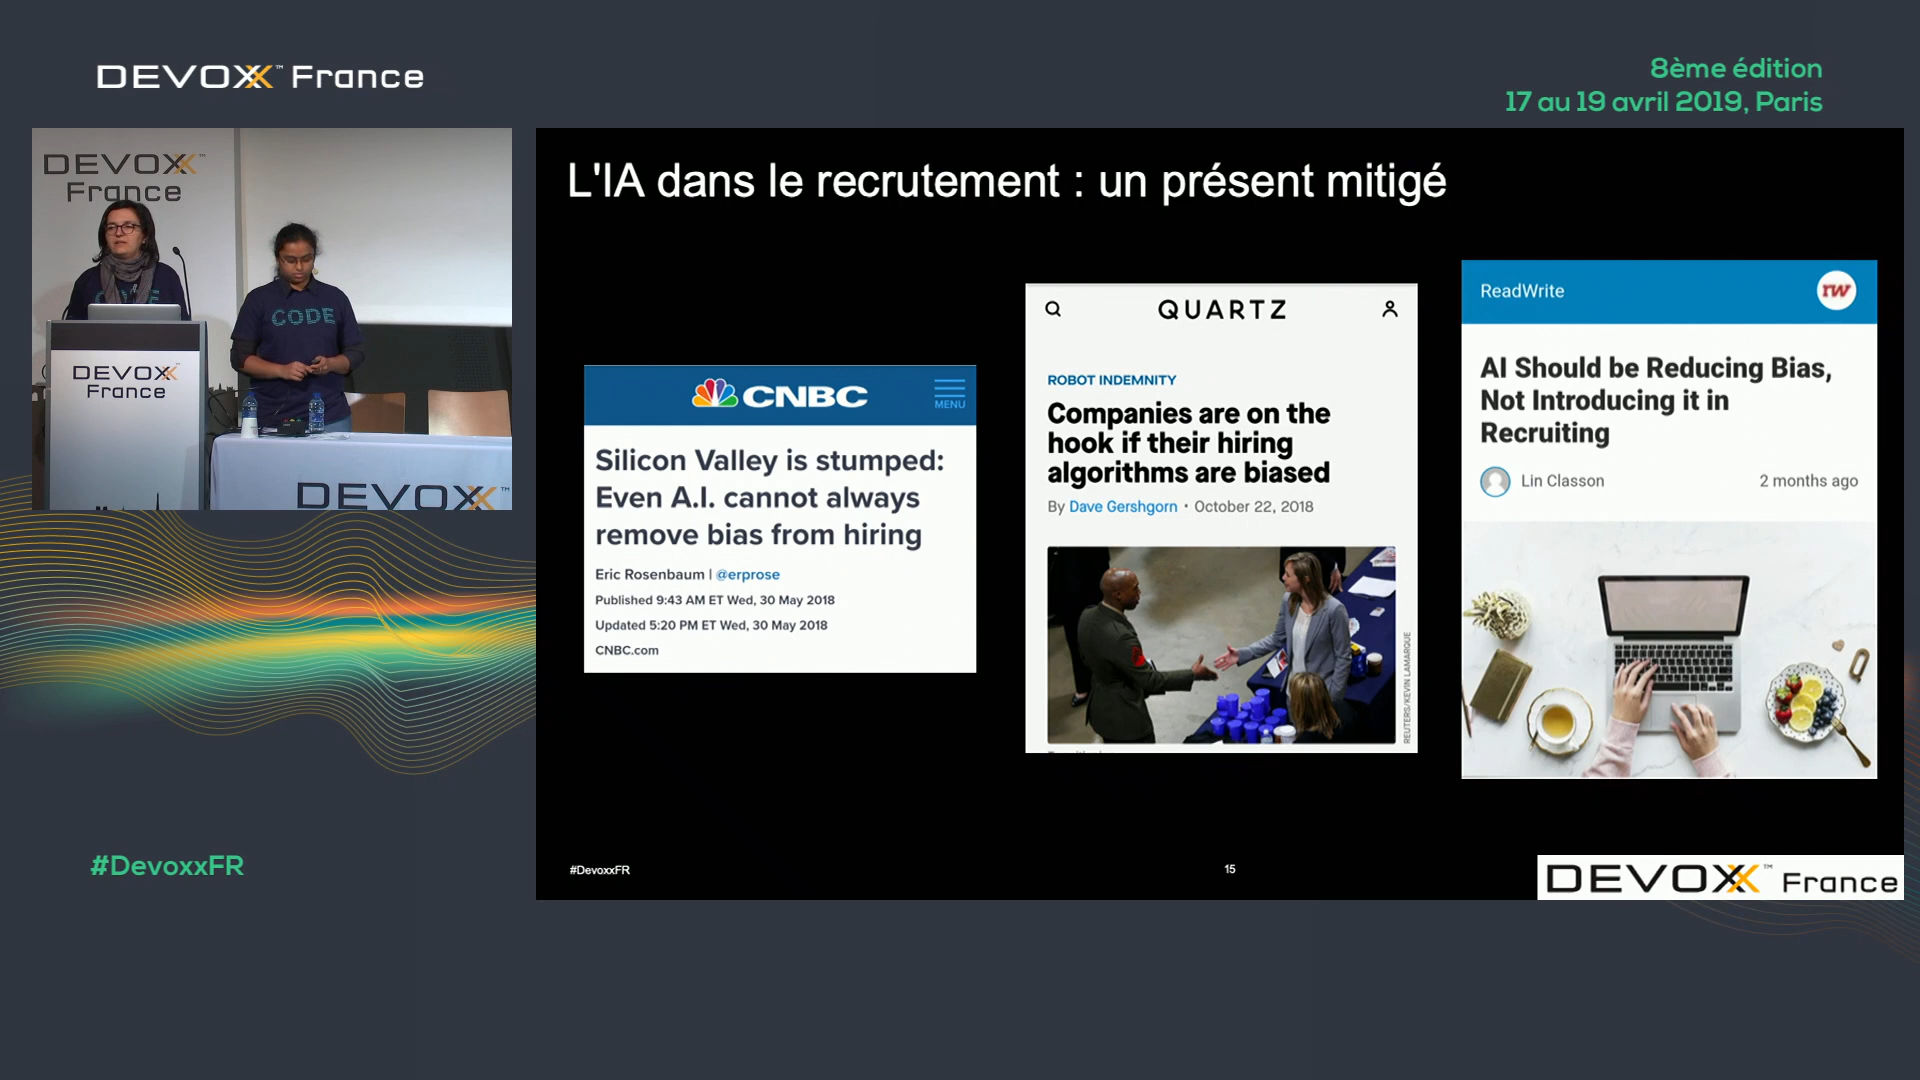 DEVOXX™ France
8ème édition
17 au 19 avril 2019, Paris
DEVOXX™
France
CODE
CODE
DEVOXX
France
DEVOXX™
L'IA dans le recrutement : un présent mitigé
CNBC
MENU
Silicon Valley is stumped:
Even A.I. cannot always
remove bias from hiring
Eric Rosenbaum | @erprose
Published 9:43 AM ET Wed, 30 May 2018
Updated 5:20 PM ET Wed, 30 May 2018
CNBC.com
QUARTZ
ROBOT INDEMNITY
Companies are on the
hook if their hiring
algorithms are biased
By Dave Gershgorn • October 22, 2018
REUTERS/KEVIN LAMARQUE
ReadWrite
rw
AI Should be Reducing Bias,
Not Introducing it in
Recruiting
Lin Classon
2 months ago
#DevoxxFR
15
DEVOXX™ France
#DevoxxFR